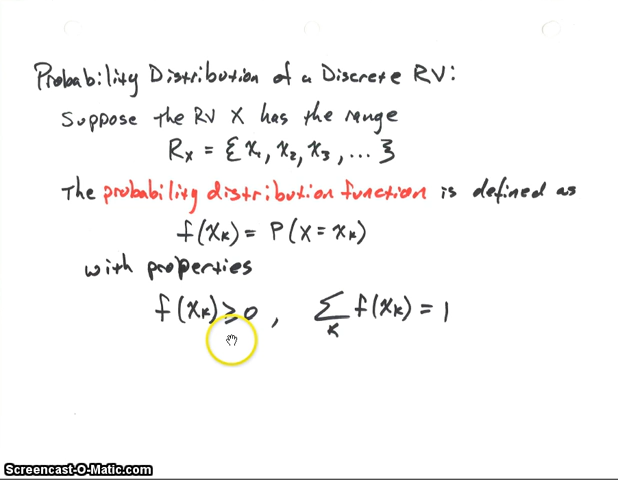 Probability Distribution of a Discrete RV:
Suppose the RV X has the range
Rx = {x₁, x₂, x₃, ... }
The probability distribution function is defined as
f(xₖ) = P(X = xₖ)
with properties
f(xₖ) ≥ 0, ∑ₖ f(xₖ) = 1
Screencast-O-Matic.com